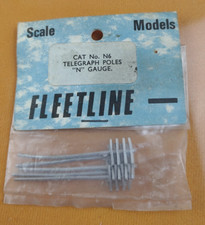 Scale Models
CAT No. N6
TELEGRAPH POLES
"N" GAUGE.
FLEETLINE